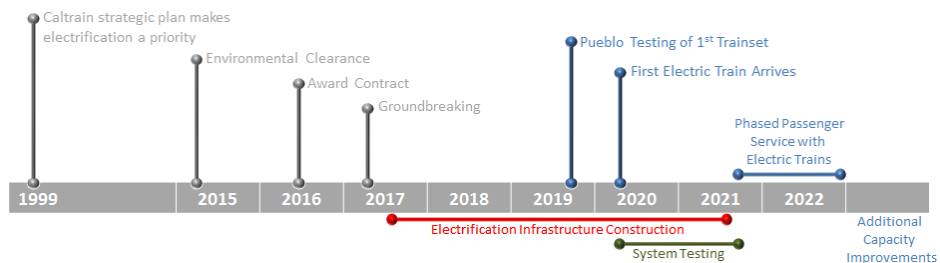 Caltrain strategic plan makes
electrification a priority
Environmental Clearance
Award Contract
Groundbreaking
Pueblo Testing of 1st Trainset
First Electric Train Arrives
Phased Passenger
Service with
Electric Trains
1999
2015
2016
2017
2018
2019
2020
2021
2022
Electrification Infrastructure Construction
System Testing
Additional
Capacity
Improvements